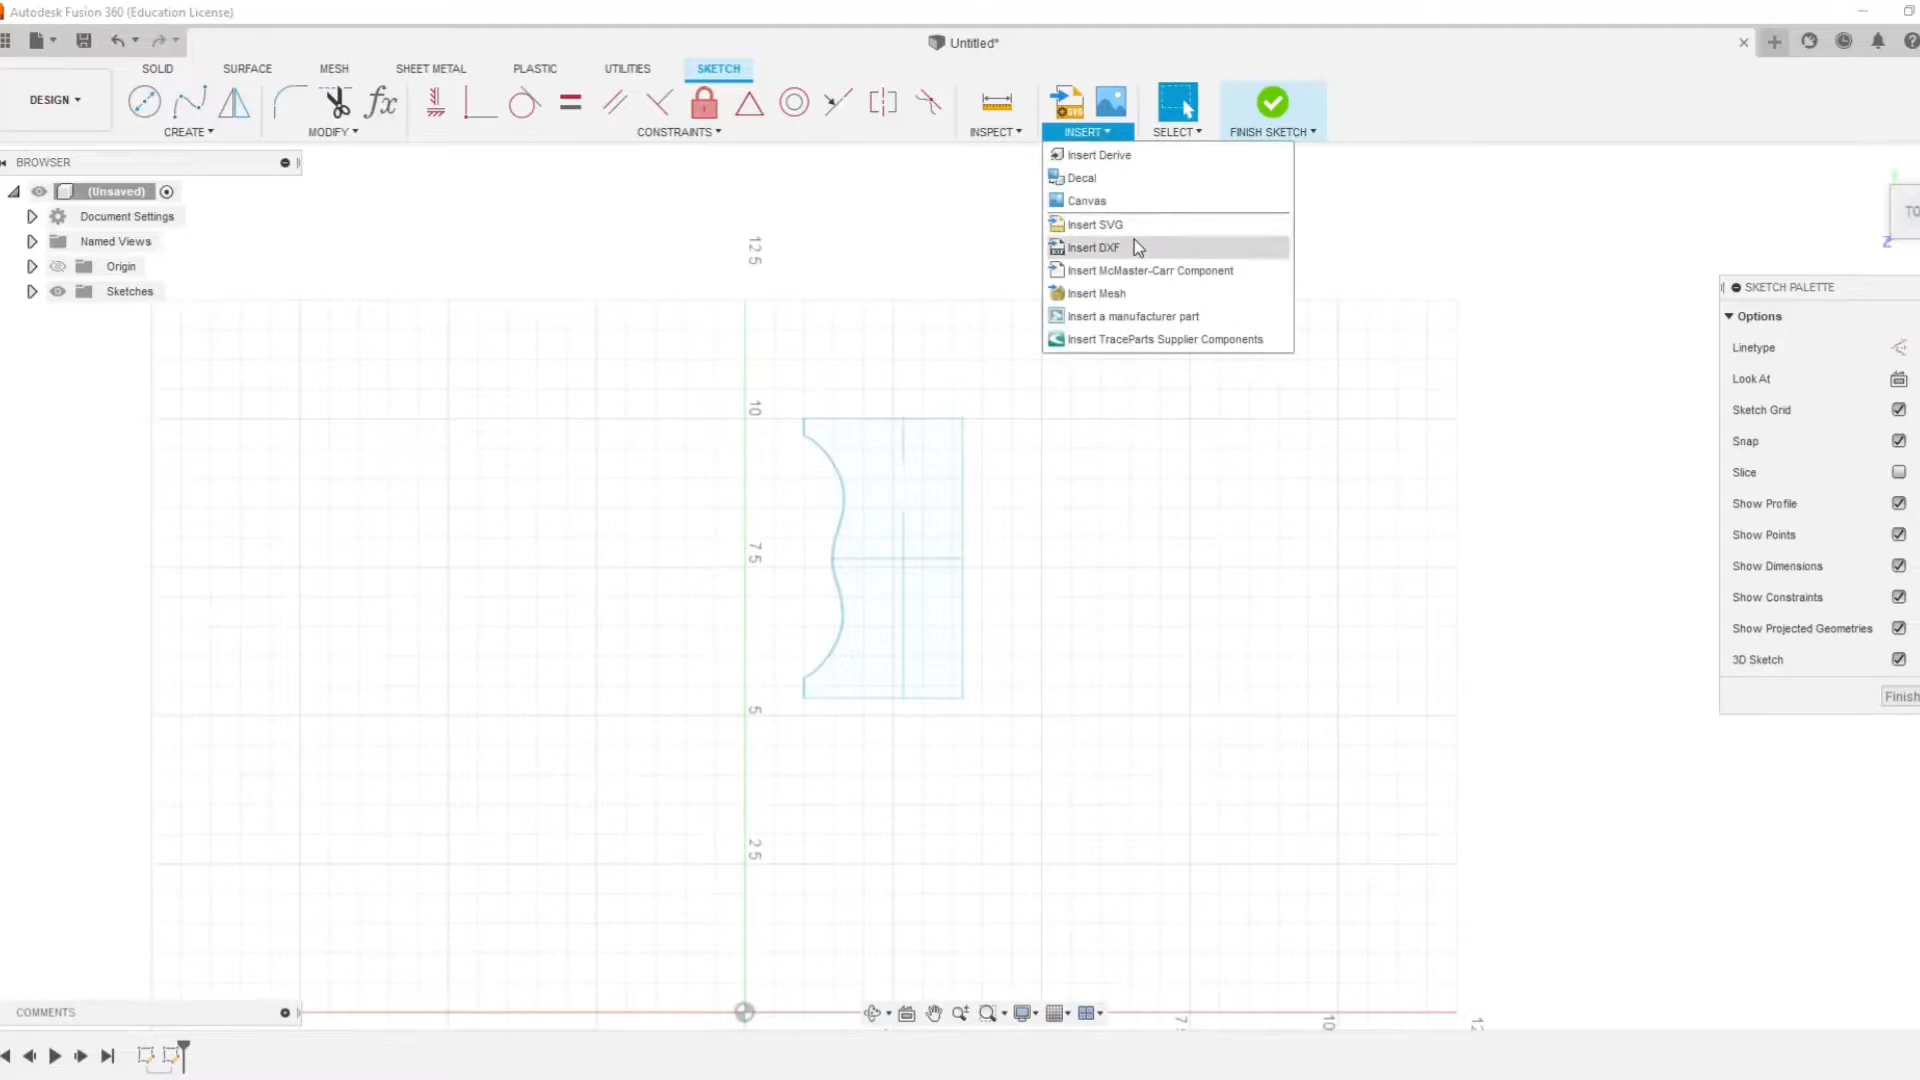 Autodesk Fusion 360 (Education License)
Untitled*
SOLID
SURFACE
MESH
SHEET METAL
PLASTIC
UTILITIES
SKETCH
DESIGN
CREATE
MODIFY
CONSTRAINTS
INSPECT
INSERT
SELECT
FINISH SKETCH
fx
SVG
BROWSER
(Unsaved)
Document Settings
Named Views
Origin
Sketches
Insert Derive
Decal
Canvas
Insert SVG
Insert DXF
Insert McMaster-Carr Component
Insert Mesh
Insert a manufacturer part
Insert TraceParts Supplier Components
TO
Z
SKETCH PALETTE
Options
Linetype
Look At
Sketch Grid
Snap
Slice
Show Profile
Show Points
Show Dimensions
Show Constraints
Show Projected Geometries
3D Sketch
Finish
12.5
10
7.5
5
2.5
10
COMMENTS